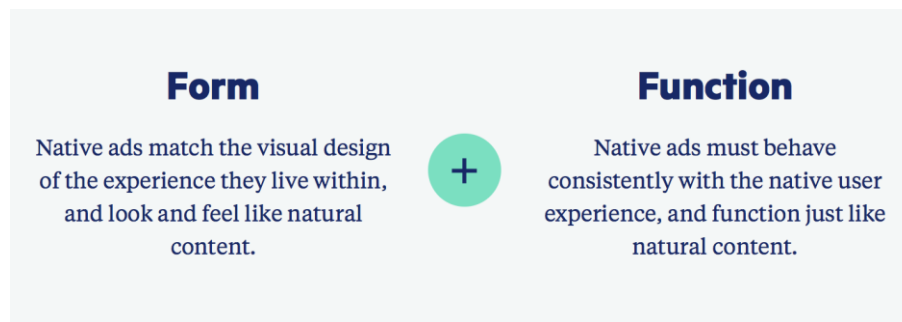 Form
Native ads match the visual design
of the experience they live within,
and look and feel like natural
content.
+
Function
Native ads must behave
consistently with the native user
experience, and function just like
natural content.